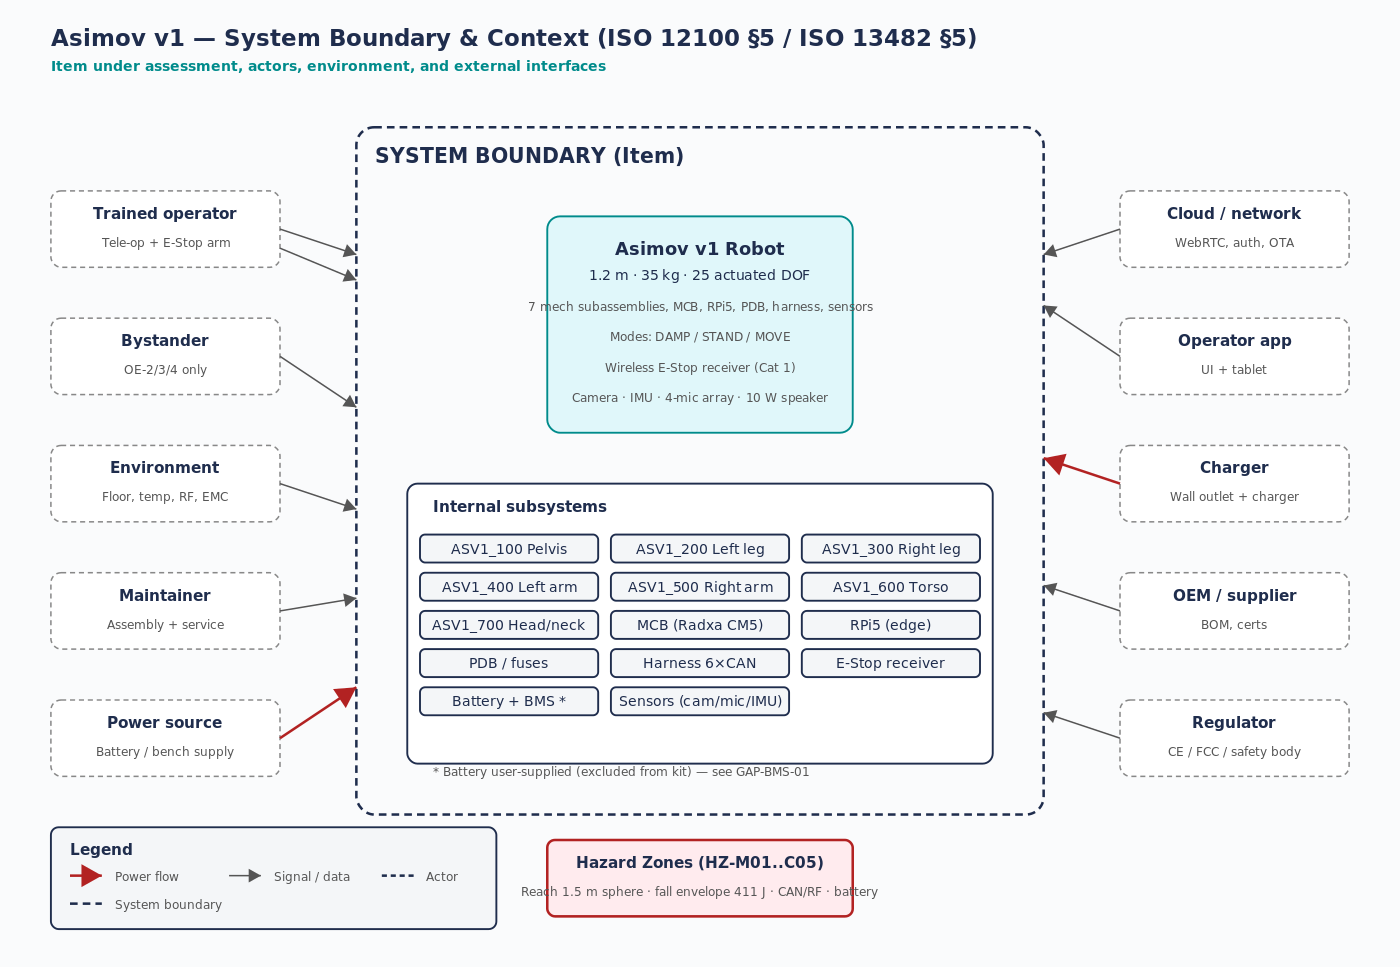 Asimov v1 — System Boundary & Context (ISO 12100 §5 / ISO 13482 §5)
Item under assessment, actors, environment, and external interfaces
SYSTEM BOUNDARY (Item)
Trained operator
Tele-op + E-Stop arm
Bystander
OE-2/3/4 only
Environment
Floor, temp, RF, EMC
Maintainer
Assembly + service
Power source
Battery / bench supply
Asimov v1 Robot
1.2 m · 35 kg · 25 actuated DOF
7 mech subassemblies, MCB, RPi5, PDB, harness, sensors
Modes: DAMP / STAND / MOVE
Wireless E-Stop receiver (Cat 1)
Camera · IMU · 4-mic array · 10 W speaker
Internal subsystems
ASV1_100 Pelvis
ASV1_200 Left leg
ASV1_300 Right leg
ASV1_400 Left arm
ASV1_500 Right arm
ASV1_600 Torso
ASV1_700 Head/neck
MCB (Radxa CM5)
RPi5 (edge)
PDB / fuses
Harness 6×CAN
E-Stop receiver
Battery + BMS *
Sensors (cam/mic/IMU)
* Battery user-supplied (excluded from kit) — see GAP-BMS-01
Cloud / network
WebRTC, auth, OTA
Operator app
UI + tablet
Charger
Wall outlet + charger
OEM / supplier
BOM, certs
Regulator
CE / FCC / safety body
Legend
Power flow
Signal / data
Actor
System boundary
Hazard Zones (HZ-M01..C05)
Reach 1.5 m sphere · fall envelope 411 J · CAN/RF · battery